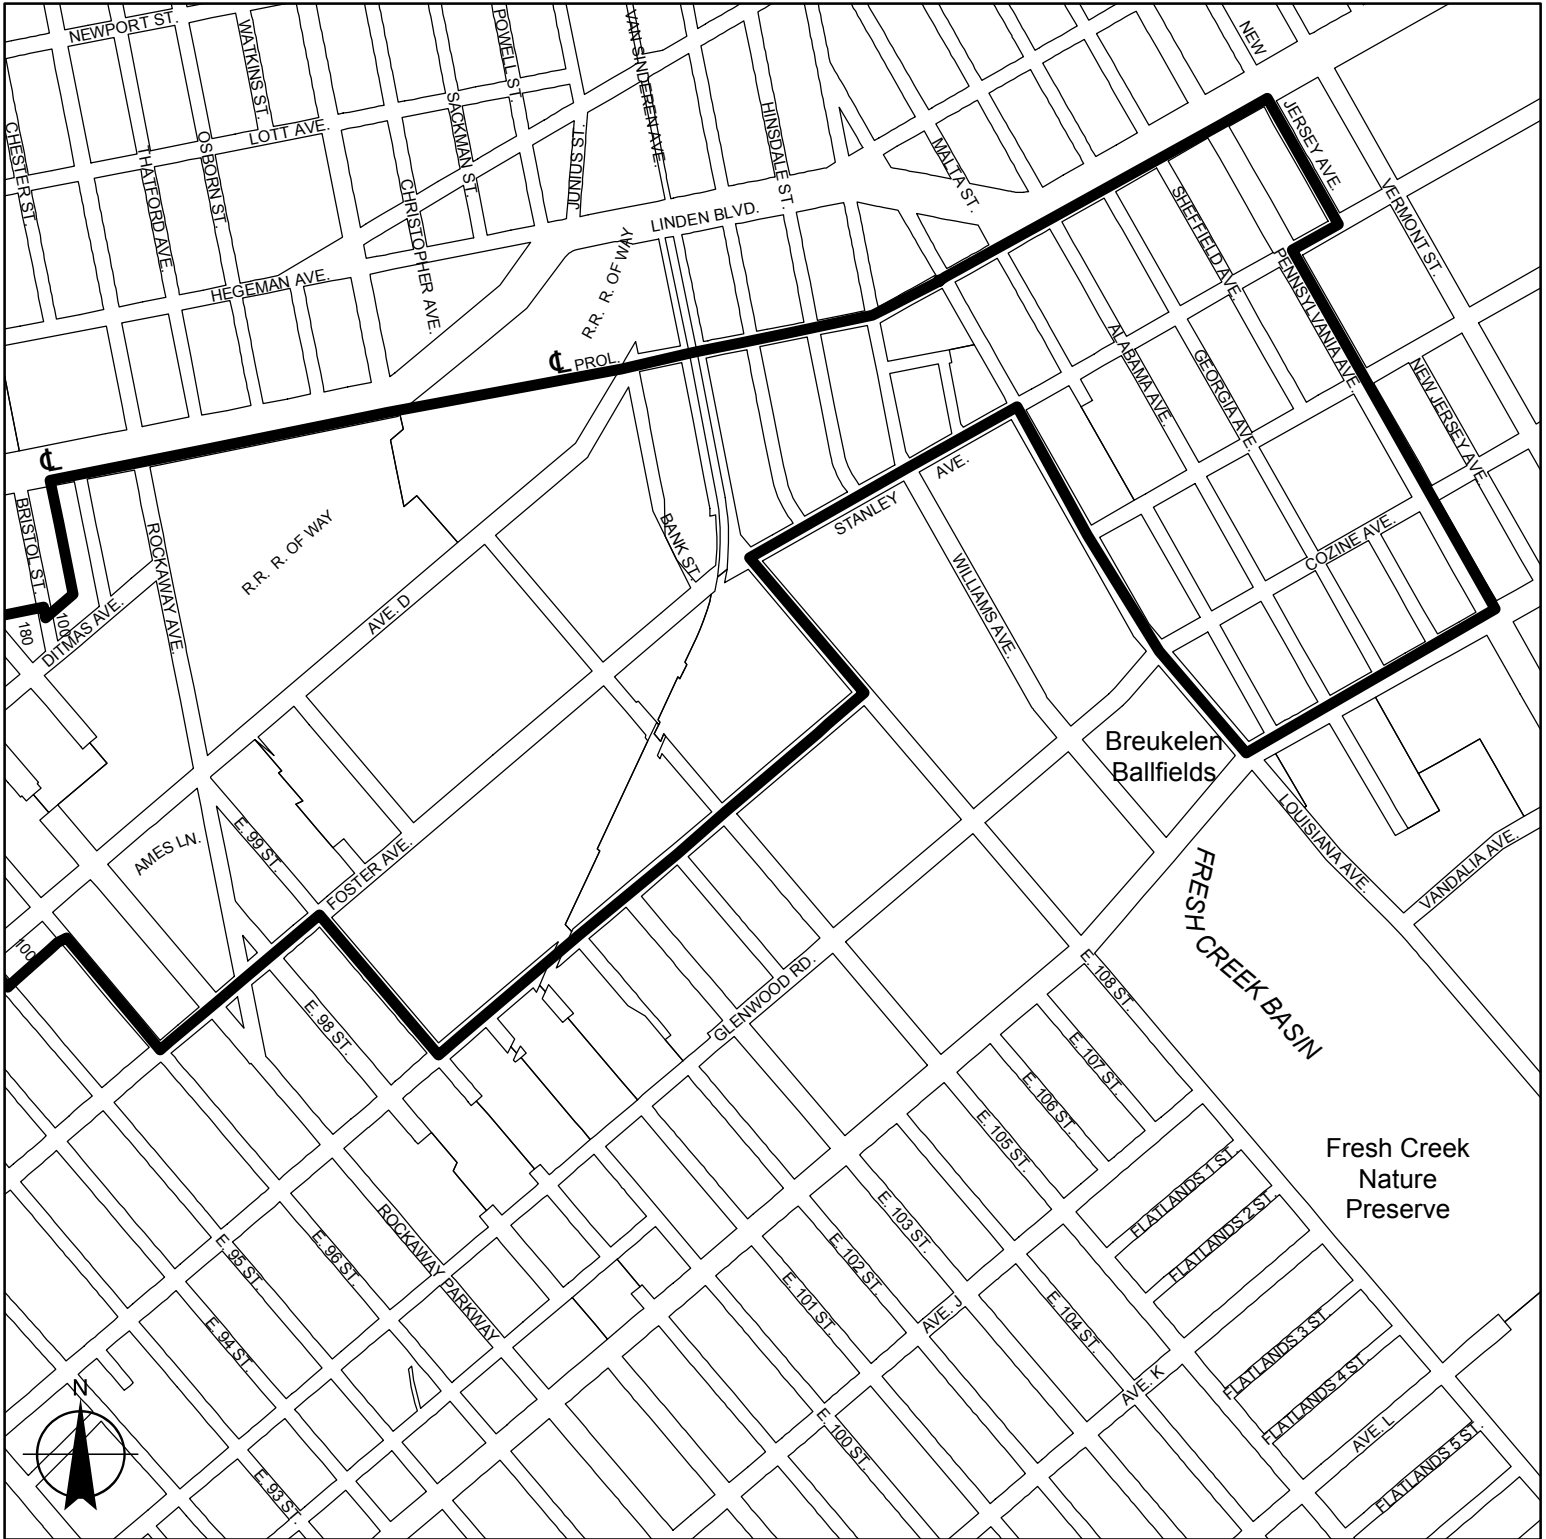 NEWPORT ST.
WATKINS ST.
POWELL ST.
VAN SINDEREN AVE.
NEW
JERSEY AVE.
CHESTER ST.
LOTT AVE.
SACKMAN ST.
JUNIUS ST.
HINSDALE ST.
MALTA ST.
THATFORD AVE.
OSBORN ST.
CHRISTOPHER AVE.
LINDEN BLVD.
SHEFFIELD AVE.
VERMONT ST.
HEGEMAN AVE.
R.R. R. OF WAY
PENNSYLVANIA AVE.
℄ PROL.
ALABAMA AVE.
GEORGIA AVE.
NEW JERSEY AVE
℄
BRISTOL ST.
ROCKAWAY AVE.
R.R. R. OF WAY
BANK ST.
STANLEY
AVE.
COZINE AVE.
WILLIAMS AVE.
180
100
DITMAS AVE.
AVE. D
Breukelen
Ballfields
AMES LN.
E. 99 ST.
FOSTER AVE.
LOUISIANA AVE.
VANDALIA AVE.
FRESH CREEK BASIN
100
E. 98 ST.
GLENWOOD RD.
E. 108 ST.
E. 107 ST.
E. 106 ST.
E. 105 ST.
Fresh Creek
Nature
Preserve
FLATLANDS 1 ST.
FLATLANDS 2 ST.
ROCKAWAY PARKWAY
E. 96 ST.
E. 95 ST.
E. 103 ST.
E. 102 ST.
E. 101 ST.
AVE. J
E. 104 ST.
E. 94 ST.
FLATLANDS 3 ST.
FLATLANDS 4 ST.
AVE. K
N
E. 93 ST.
E. 100 ST.
AVE. L
FLATLANDS 5 ST.